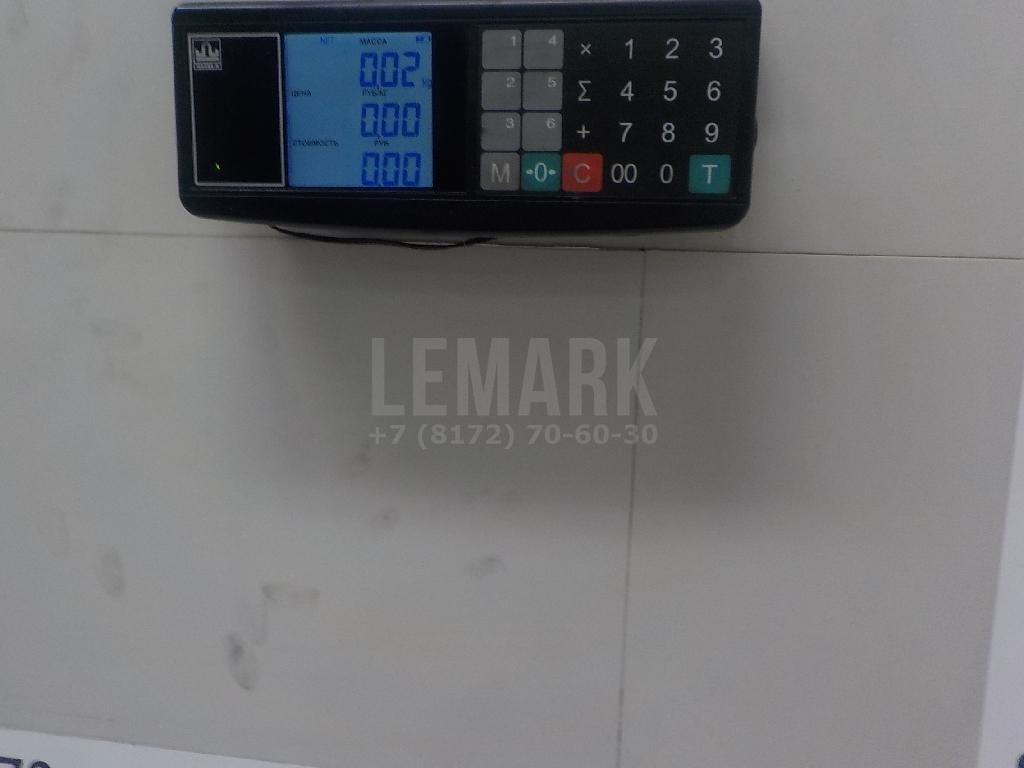 NET МАССА
0.02 kg
ЦЕНА РУБ/КГ
0.00
СТОИМОСТЬ РУБ
0.00
1 4 × 1 2 3
2 5 Σ 4 5 6
3 6 + 7 8 9
M →0← C 00 0 T
LEMARK
+7 (8172) 70-60-30